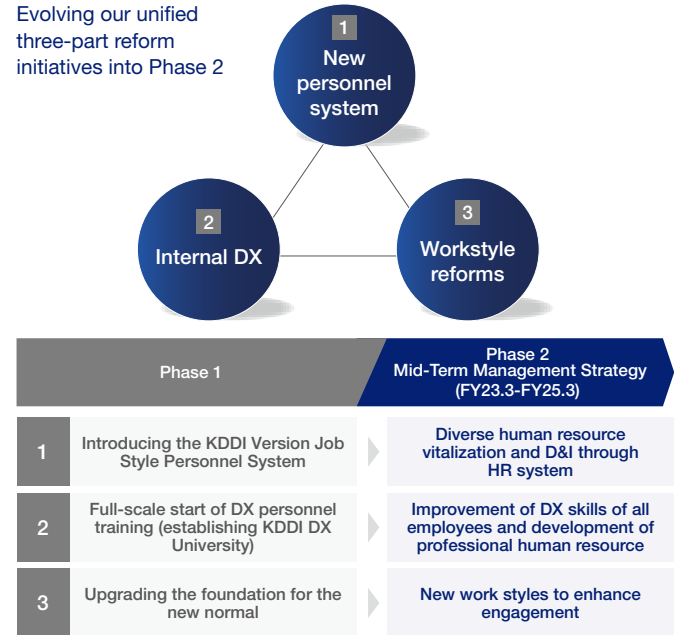 Evolving our unified
three-part reform
initiatives into Phase 2
1
New
personnel
system
2
Internal DX
3
Workstyle
reforms
Phase 1
Phase 2
Mid-Term Management Strategy
(FY23.3-FY25.3)
1
Introducing the KDDI Version Job
Style Personnel System
Diverse human resource
vitalization and D&I through
HR system
2
Full-scale start of DX personnel
training (establishing KDDI DX
University)
Improvement of DX skills of all
employees and development of
professional human resource
3
Upgrading the foundation for the
new normal
New work styles to enhance
engagement